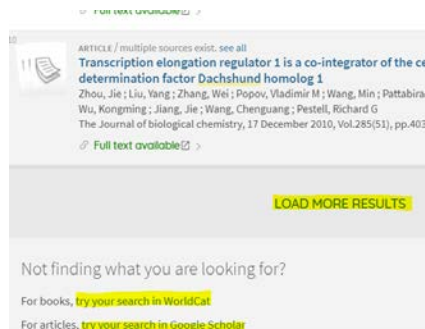 Full text available >
10
ARTICLE / multiple sources exist. see all
Transcription elongation regulator 1 is a co-integrator of the ce
determination factor Dachshund homolog 1
Zhou, Jie ; Liu, Yang ; Zhang, Wei ; Popov, Vladimir M ; Wang, Min ; Pattabira
Wu, Kongming ; Jiang, Jie ; Wang, Chenguang ; Pestell, Richard G
The Journal of biological chemistry, 17 December 2010, Vol.285(51), pp.403
Full text available >
LOAD MORE RESULTS
Not finding what you are looking for?
For books, try your search in WorldCat
For articles, try your search in Google Scholar